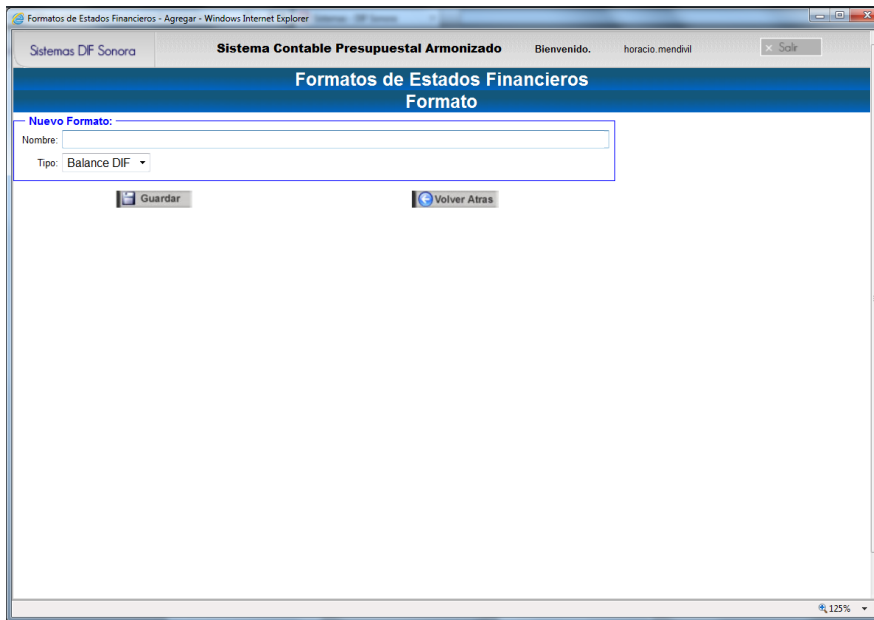 Formatos de Estados Financieros - Agregar - Windows Internet Explorer
Sistemas DIF Sonora
Sistema Contable Presupuestal Armonizado
Bienvenido.
horacio.mendivil
× Salir
Formatos de Estados Financieros
Formato
Nuevo Formato:
Nombre:
Tipo: Balance DIF
Guardar
Volver Atras
125%